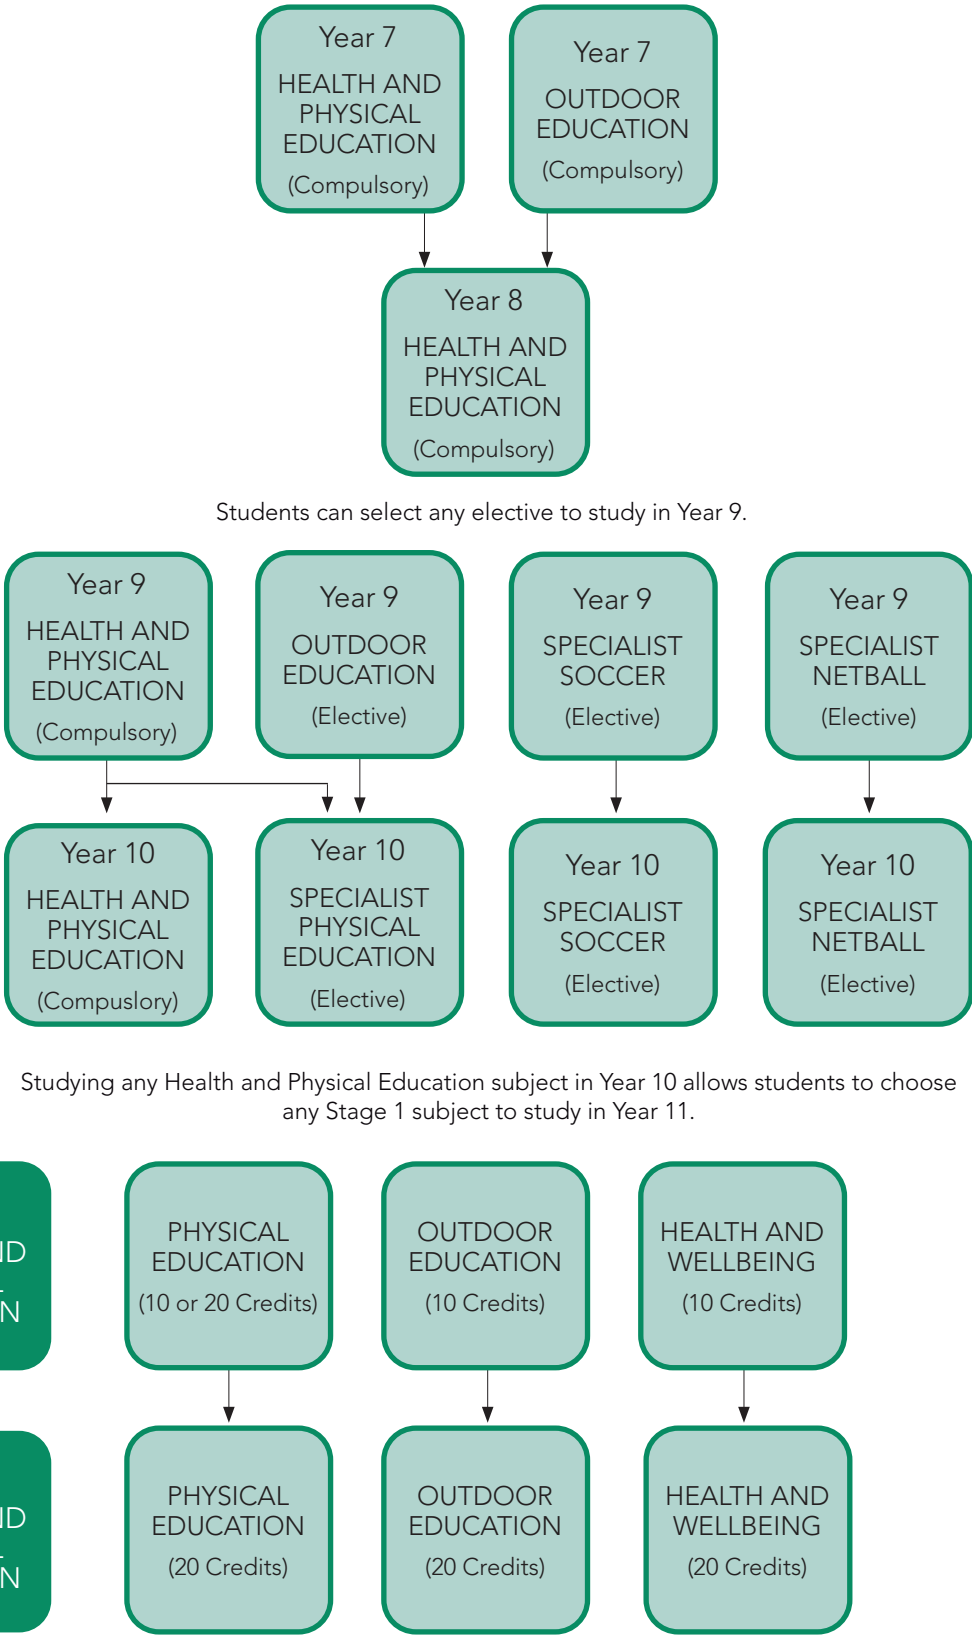 Year 7
HEALTH AND
PHYSICAL
EDUCATION
(Compulsory)
Year 7
OUTDOOR
EDUCATION
(Compulsory)
Year 8
HEALTH AND
PHYSICAL
EDUCATION
(Compulsory)
Students can select any elective to study in Year 9.
Year 9
HEALTH AND
PHYSICAL
EDUCATION
(Compulsory)
Year 9
OUTDOOR
EDUCATION
(Elective)
Year 9
SPECIALIST
SOCCER
(Elective)
Year 9
SPECIALIST
NETBALL
(Elective)
Year 10
HEALTH AND
PHYSICAL
EDUCATION
(Compuslory)
Year 10
SPECIALIST
PHYSICAL
EDUCATION
(Elective)
Year 10
SPECIALIST
SOCCER
(Elective)
Year 10
SPECIALIST
NETBALL
(Elective)
Studying any Health and Physical Education subject in Year 10 allows students to choose
any Stage 1 subject to study in Year 11.
PHYSICAL
EDUCATION
(10 or 20 Credits)
OUTDOOR
EDUCATION
(10 Credits)
HEALTH AND
WELLBEING
(10 Credits)
PHYSICAL
EDUCATION
(20 Credits)
OUTDOOR
EDUCATION
(20 Credits)
HEALTH AND
WELLBEING
(20 Credits)